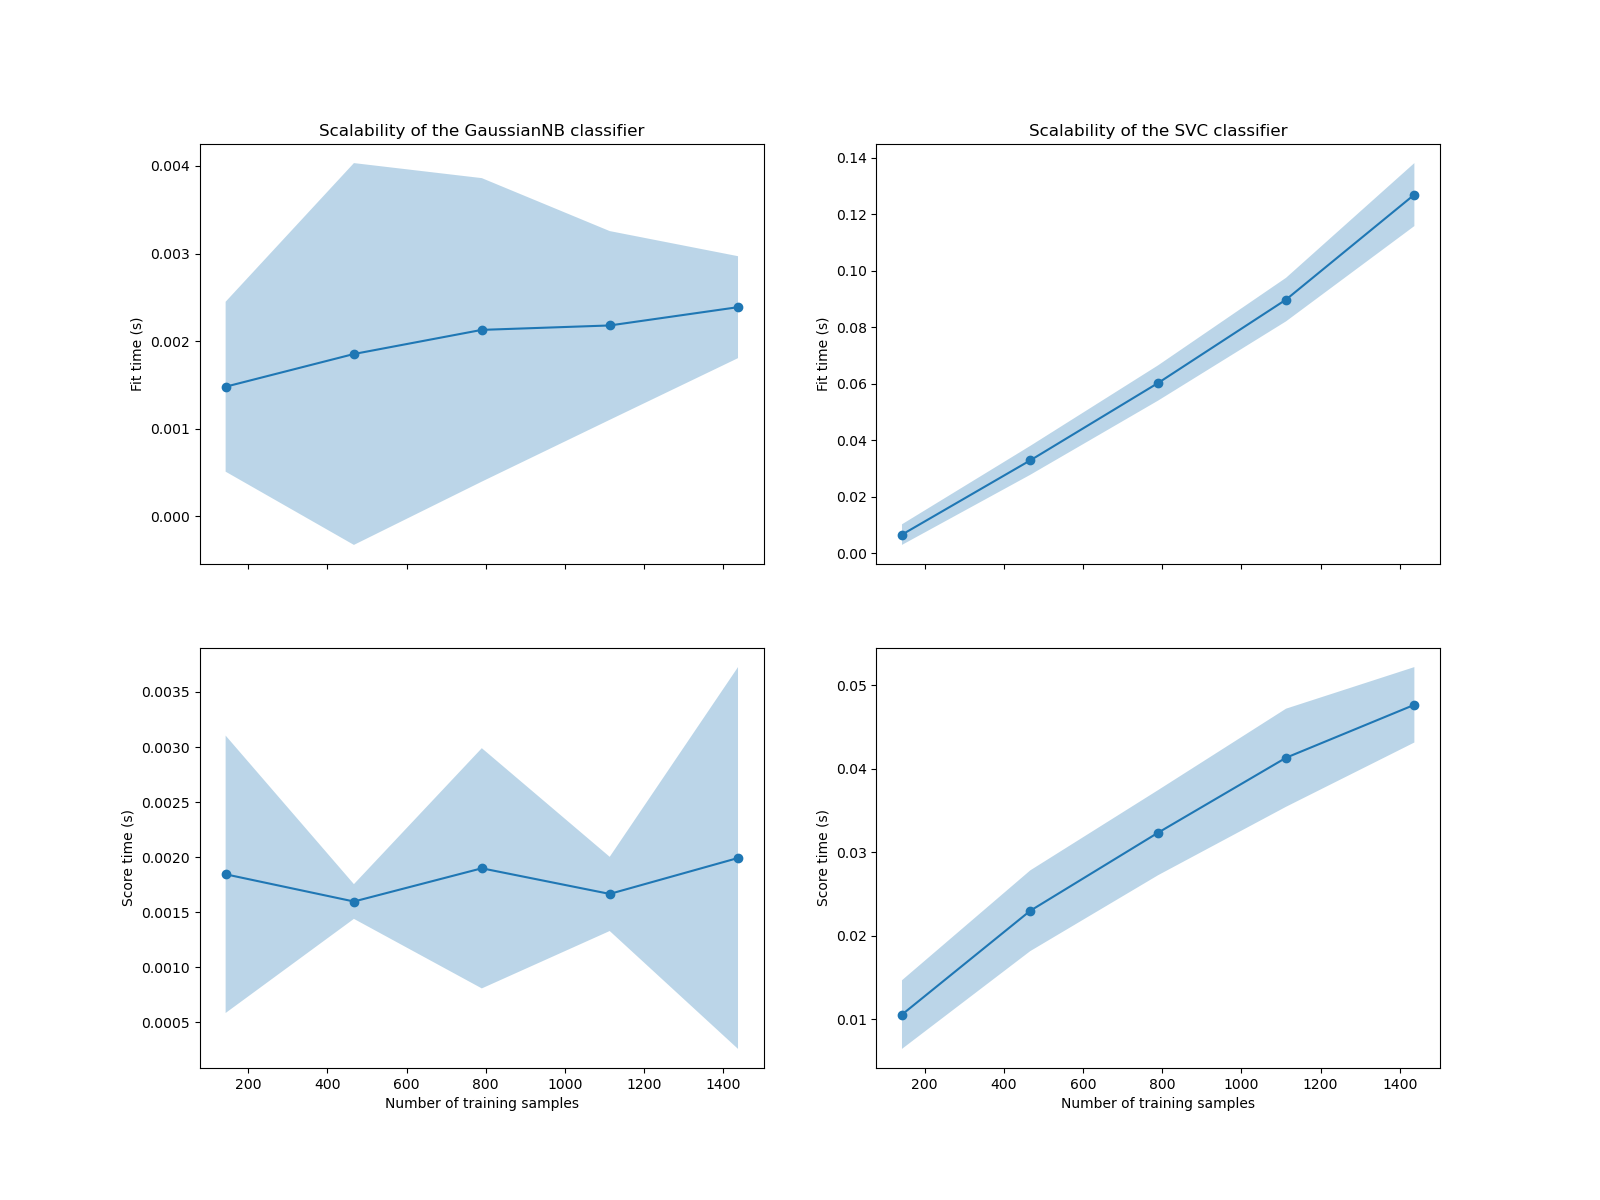 Scalability of the GaussianNB classifier
0.004
0.003
0.002
0.001
0.000
Fit time (s)
Scalability of the SVC classifier
0.14
0.12
0.10
0.08
0.06
0.04
0.02
0.00
Fit time (s)
0.0035
0.0030
0.0025
0.0020
0.0015
0.0010
0.0005
Score time (s)
200 400 600 800 1000 1200 1400
Number of training samples
0.05
0.04
0.03
0.02
0.01
Score time (s)
200 400 600 800 1000 1200 1400
Number of training samples